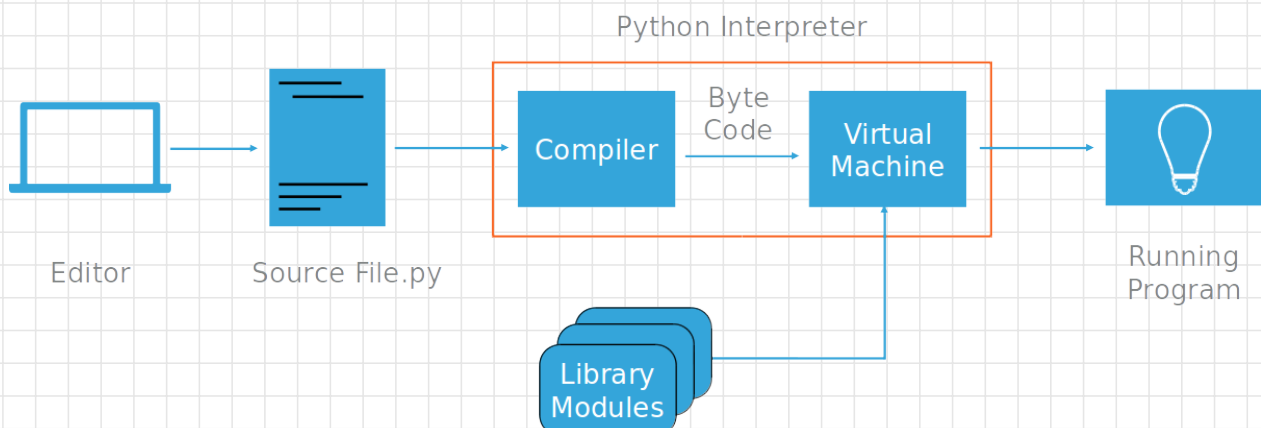 Python Interpreter
Byte
Code
Compiler
Virtual
Machine
Editor
Source File.py
Running
Program
Library
Modules